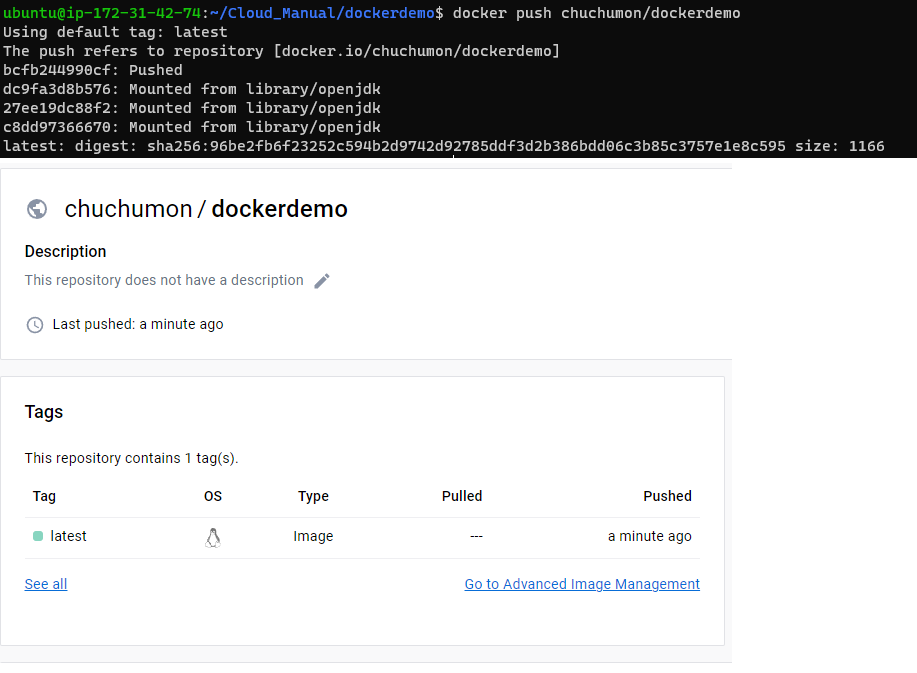 ubuntu@ip-172-31-42-74:~/Cloud_Manual/dockerdemo$ docker push chuchumon/dockerdemo
Using default tag: latest
The push refers to repository [docker.io/chuchumon/dockerdemo]
bcfb244990cf: Pushed
dc9fa3d8b576: Mounted from library/openjdk
27ee19dc88f2: Mounted from library/openjdk
c8dd97366670: Mounted from library/openjdk
latest: digest: sha256:96be2fb6f23252c594b2d9742d92785ddf3d2b386bdd06c3b85c3757e1e8c595 size: 1166
chuchumon / dockerdemo
Description
This repository does not have a description
Last pushed: a minute ago
Tags
This repository contains 1 tag(s).
Tag OS Type Pulled Pushed
latest Image --- a minute ago
See all Go to Advanced Image Management